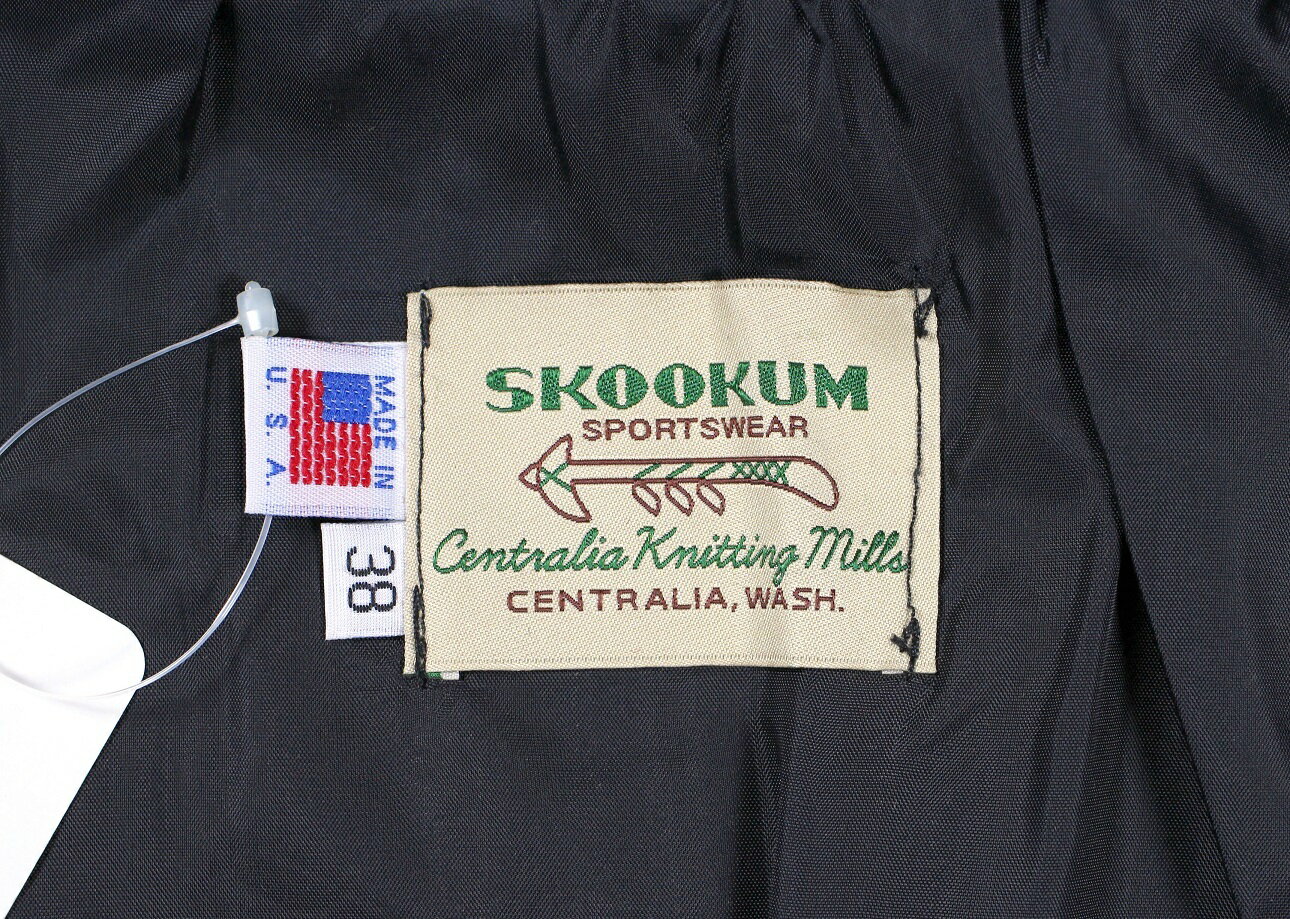 SKOOKUM
SPORTSWEAR
Centralia Knitting Mills
CENTRALIA, WASH.
MADE IN
U. S. A.
38